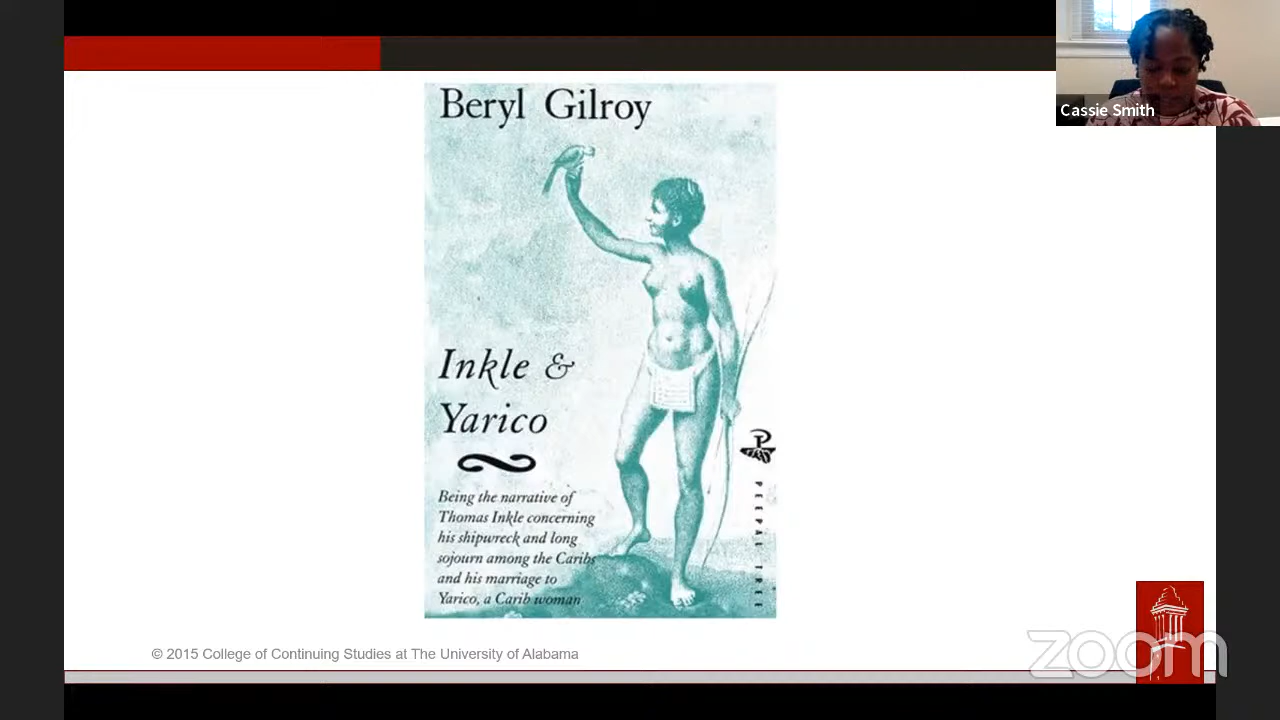 Cassie Smith
Beryl Gilroy
Inkle &
Yarico
Being the narrative of
Thomas Inkle concerning
his shipwreck and long
sojourn among the Caribs
and his marriage to
Yarico, a Carib woman
P
PEEPAL TREE
© 2015 College of Continuing Studies at The University of Alabama
zoom